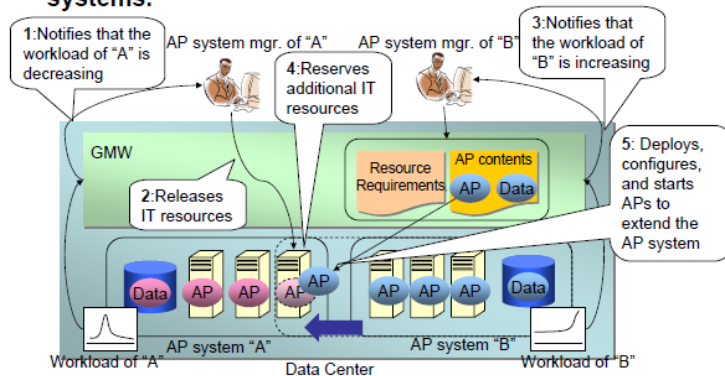 systems.
1:Notifies that the
workload of "A" is
decreasing
AP system mgr. of "A"
AP system mgr. of "B"
3:Notifies that
the workload of
"B" is increasing
4:Reserves
additional IT
resources
GMW
2:Releases
IT resources
Resource
Requirements
AP contents
AP
Data
5: Deploys,
configures,
and starts
APs to
extend the
AP system
Data
AP
AP
AP
AP
AP
AP
AP
Data
Workload of "A"
AP system "A"
Data Center
AP system "B"
Workload of "B"